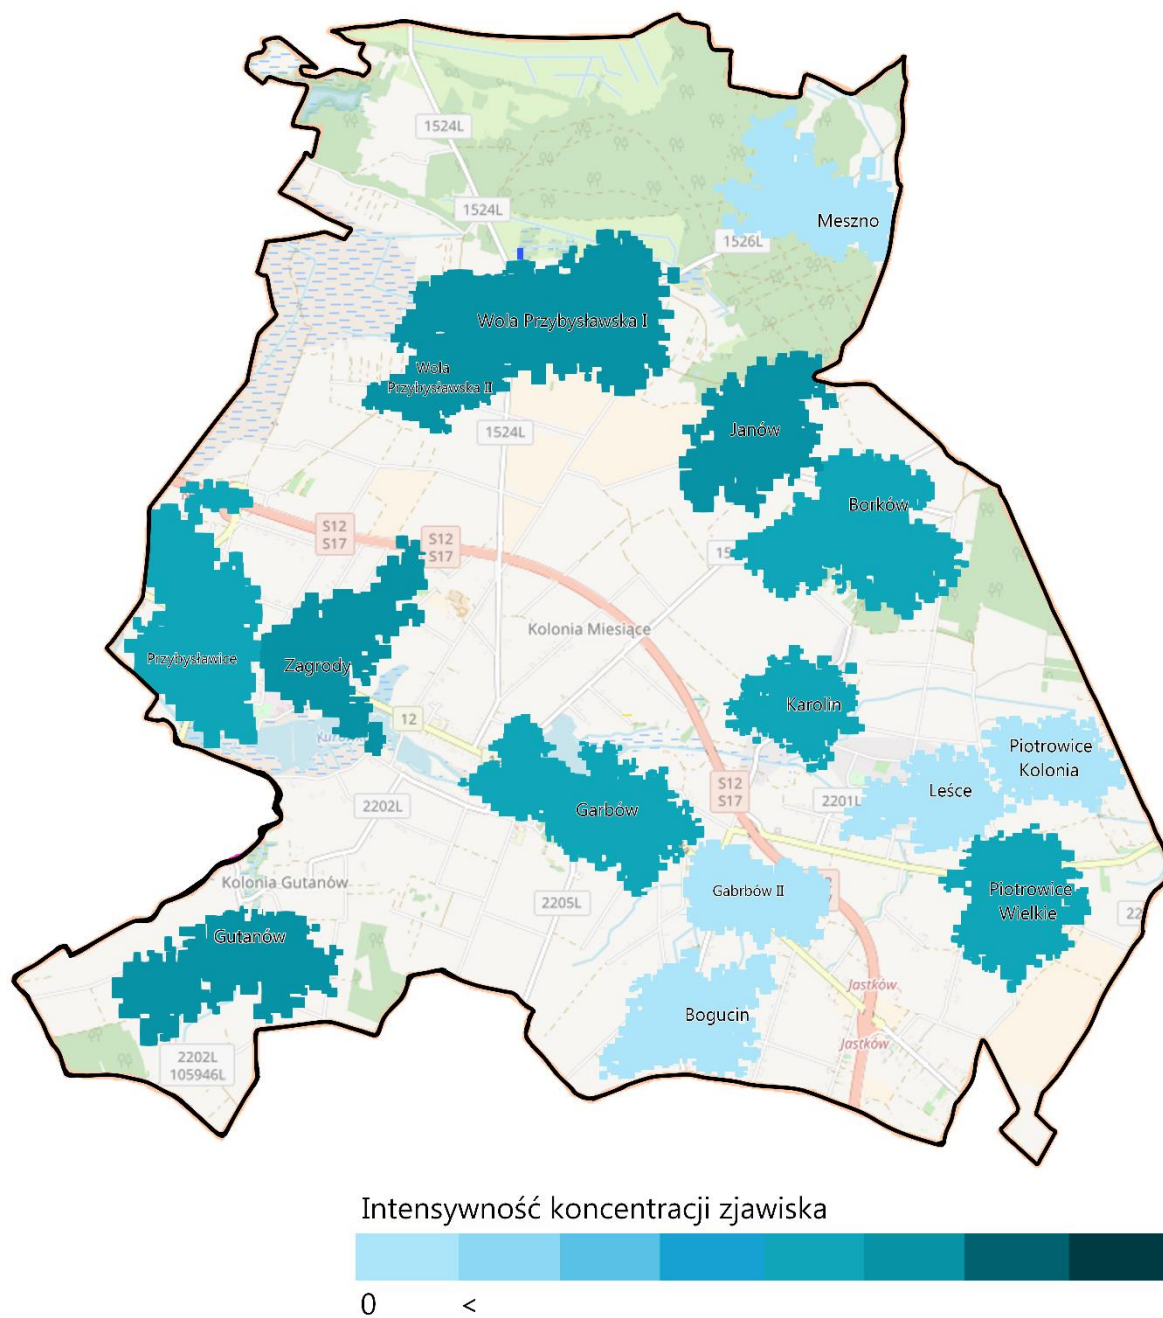 1524L
1524L
Meszno
1526L
Wola Przybysławska I
Wola
Przybysławska II
1524L
Janów
Borków
S12
S17
S12
S17
15
Kolonia Miesiące
Przybysławice
Zagrody
Karolin
12
Kurów
Piotrowice
Kolonia
S12
S17
Leśce
2202L
2201L
Garbów
Kolonia Gutanów
Gabrbów II
2205L
Piotrowice
Wielkie
22
Gutanów
Jastków
Bogucin
Jastków
2202L
105946L
Intensywność koncentracji zjawiska
0 <